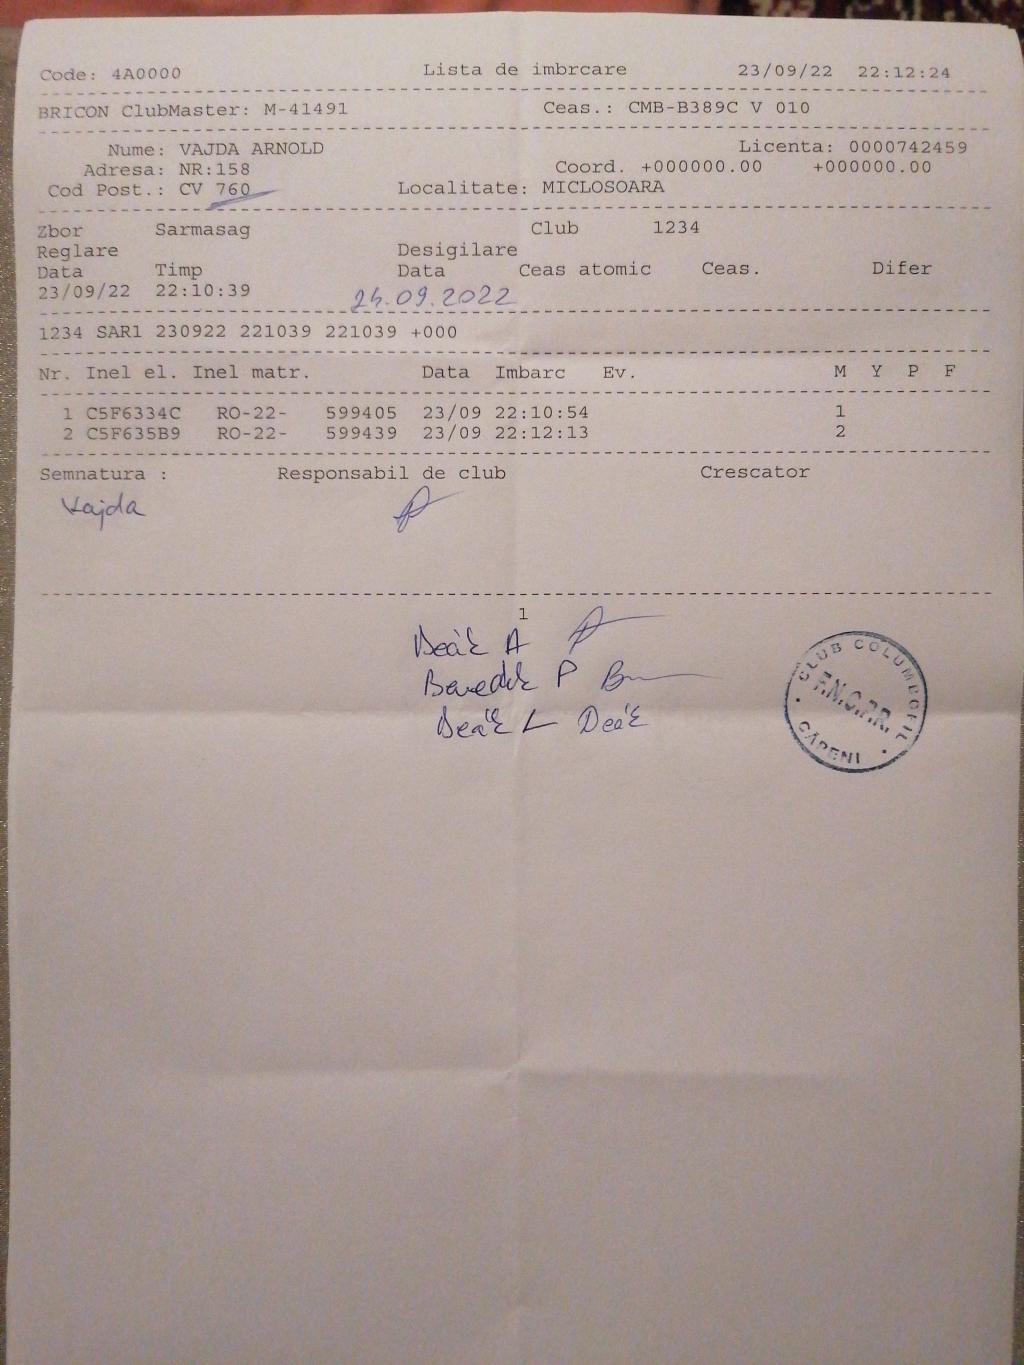 Code: 4A0000 Lista de imbrcare 23/09/22 22:12:24
BRICON ClubMaster: M-41491 Ceas.: CMB-B389C V 010
Nume: VAJDA ARNOLD Licenta: 0000742459
Adresa: NR:158 Coord. +000000.00 +000000.00
Cod Post.: CV 760 Localitate: MICLOSOARA
Zbor Sarmasag Club 1234
Reglare Desigilare
Data Timp Data Ceas atomic Ceas. Difer
23/09/22 22:10:39 24.09.2022
1234 SAR1 230922 221039 221039 +000
Nr. Inel el. Inel matr. Data Imbarc Ev. M Y P F
1 C5F6334C RO-22- 599405 23/09 22:10:54 1
2 C5F635B9 RO-22- 599439 23/09 22:12:13 2
Semnatura : Responsabil de club Crescator
Vajda
1
Deák A
Benedek P
Deák L Deák
CLUB COLUMBOFIL
F.N.C.P.R.
CĂPENI